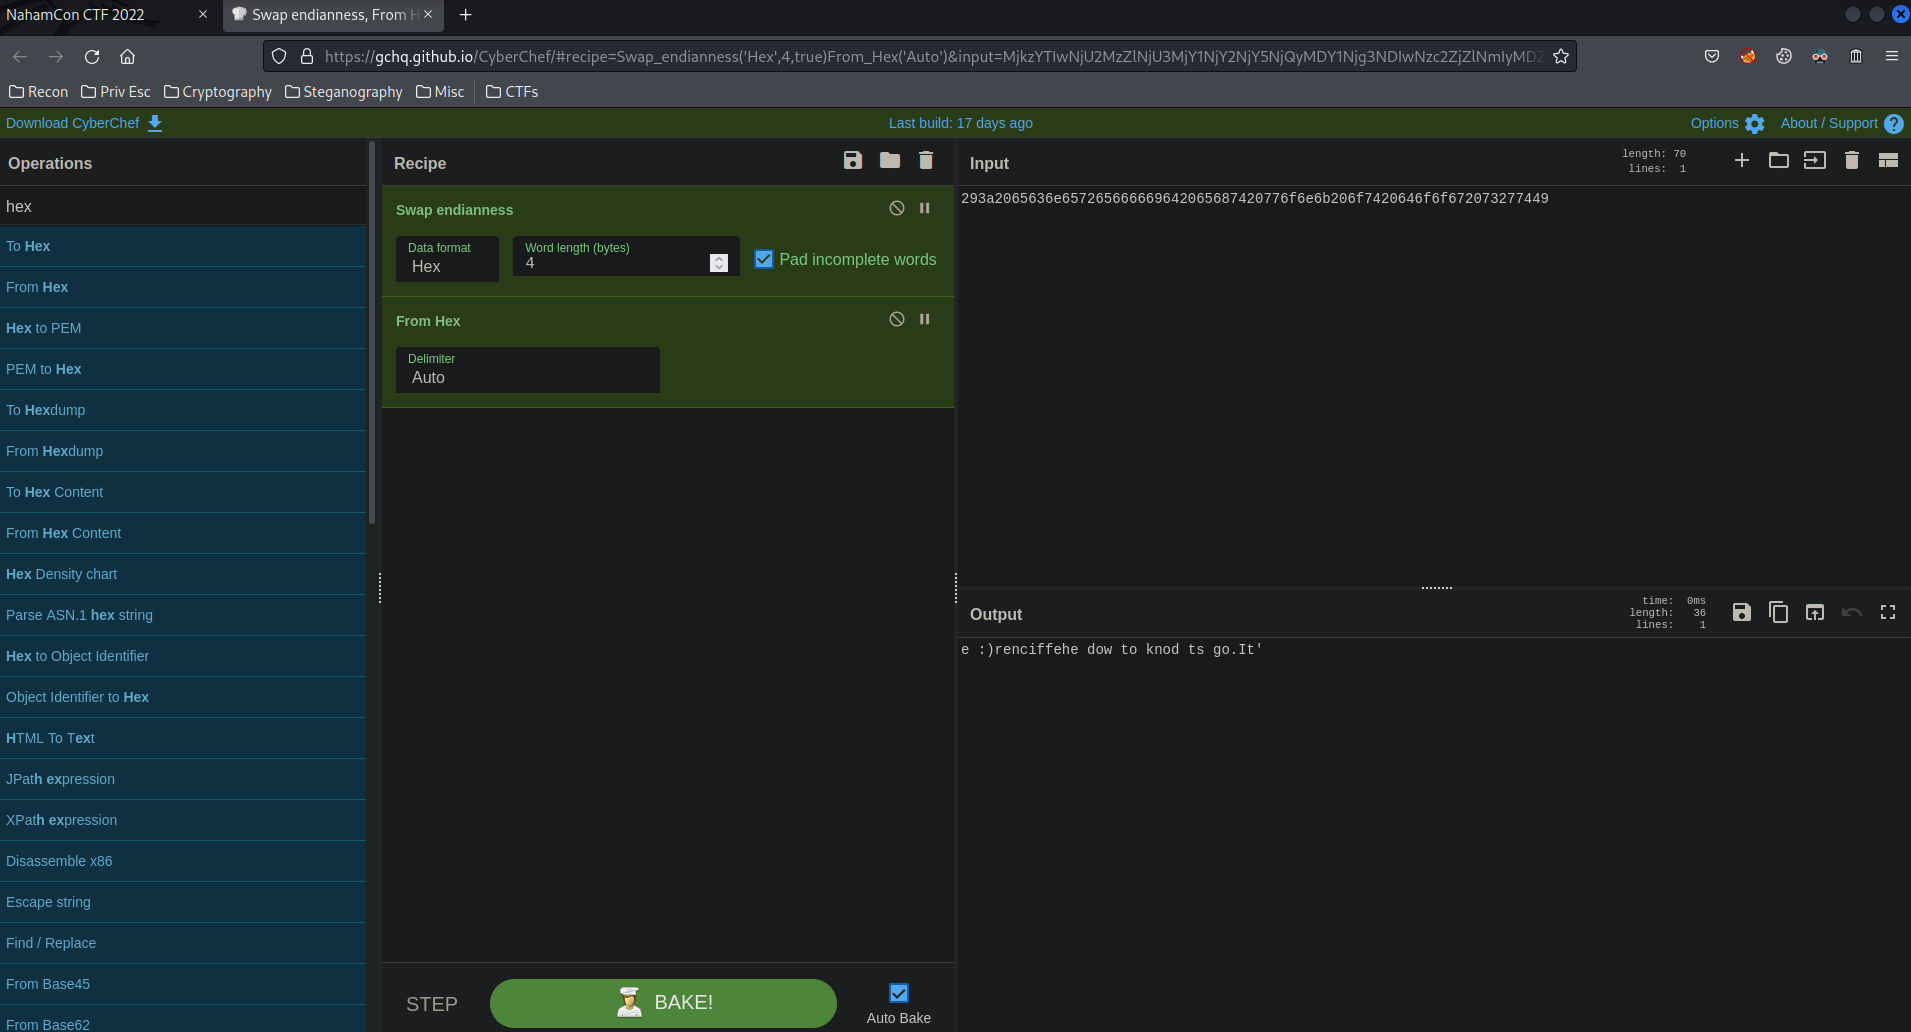 NahamCon CTF 2022
Swap endianness, From H
https://gchq.github.io/CyberChef/#recipe=Swap_endianness('Hex',4,true)From_Hex('Auto')&input=MjkzYTIwNjU2MzZlNjU3MjY1NjY2NjY5NjQyMDY1Njg3NDIwNzc2ZjZlNmIyMDZ
Recon Priv Esc Cryptography Steganography Misc CTFs
Download CyberChef
Last build: 17 days ago
Options
About / Support
Operations
hex
To Hex
From Hex
Hex to PEM
PEM to Hex
To Hexdump
From Hexdump
To Hex Content
From Hex Content
Hex Density chart
Parse ASN.1 hex string
Hex to Object Identifier
Object Identifier to Hex
HTML To Text
JPath expression
XPath expression
Disassemble x86
Escape string
Find / Replace
From Base45
From Base62
Recipe
Swap endianness
Data format
Hex
Word length (bytes)
4
Pad incomplete words
From Hex
Delimiter
Auto
STEP
BAKE!
Auto Bake
Input
length: 70
lines: 1
293a2065636e657265666669642065687420776f6e6b206f7420646f6f672073277449
Output
time: 0ms
length: 36
lines: 1
e :)renciffehe dow to knod ts go.It'